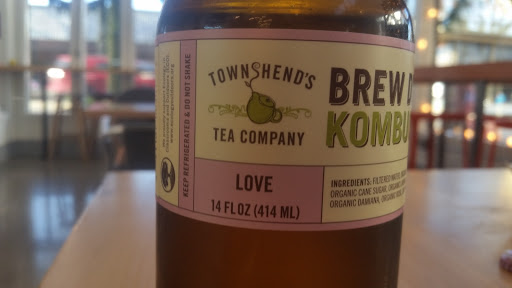 TOWNSHEND'S
TEA COMPANY
BREW D
KOMBU
KEEP REFRIGERATED & DO NOT SHAKE
LOVE
14 FL OZ (414 ML)
INGREDIENTS: FILTERED WATER,
ORGANIC CANE SUGAR, ORGANIC
ORGANIC DAMIANA, ORGANIC